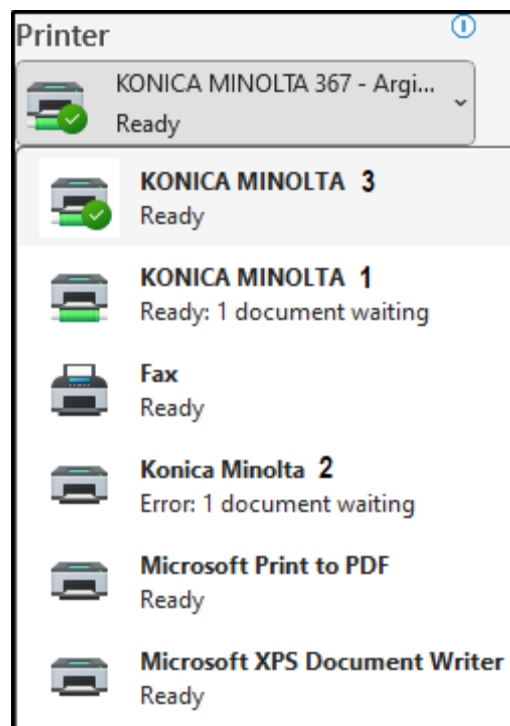 Printer
KONICA MINOLTA 367 - Argi...
Ready
KONICA MINOLTA 3
Ready
KONICA MINOLTA 1
Ready: 1 document waiting
Fax
Ready
Konica Minolta 2
Error: 1 document waiting
Microsoft Print to PDF
Ready
Microsoft XPS Document Writer
Ready